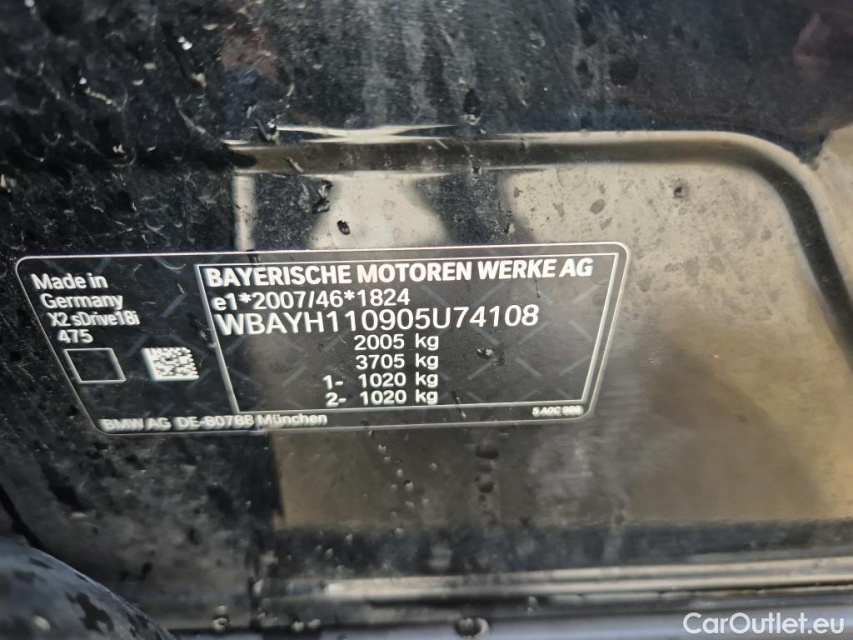 Made in
Germany
X2 sDrive18i
475
BAYERISCHE MOTOREN WERKE AG
e1*2007/46*1824
WBAYH110905U74108
2005 kg
3705 kg
1- 1020 kg
2- 1020 kg
BMW AG DE-80788 München
CarOutlet.eu